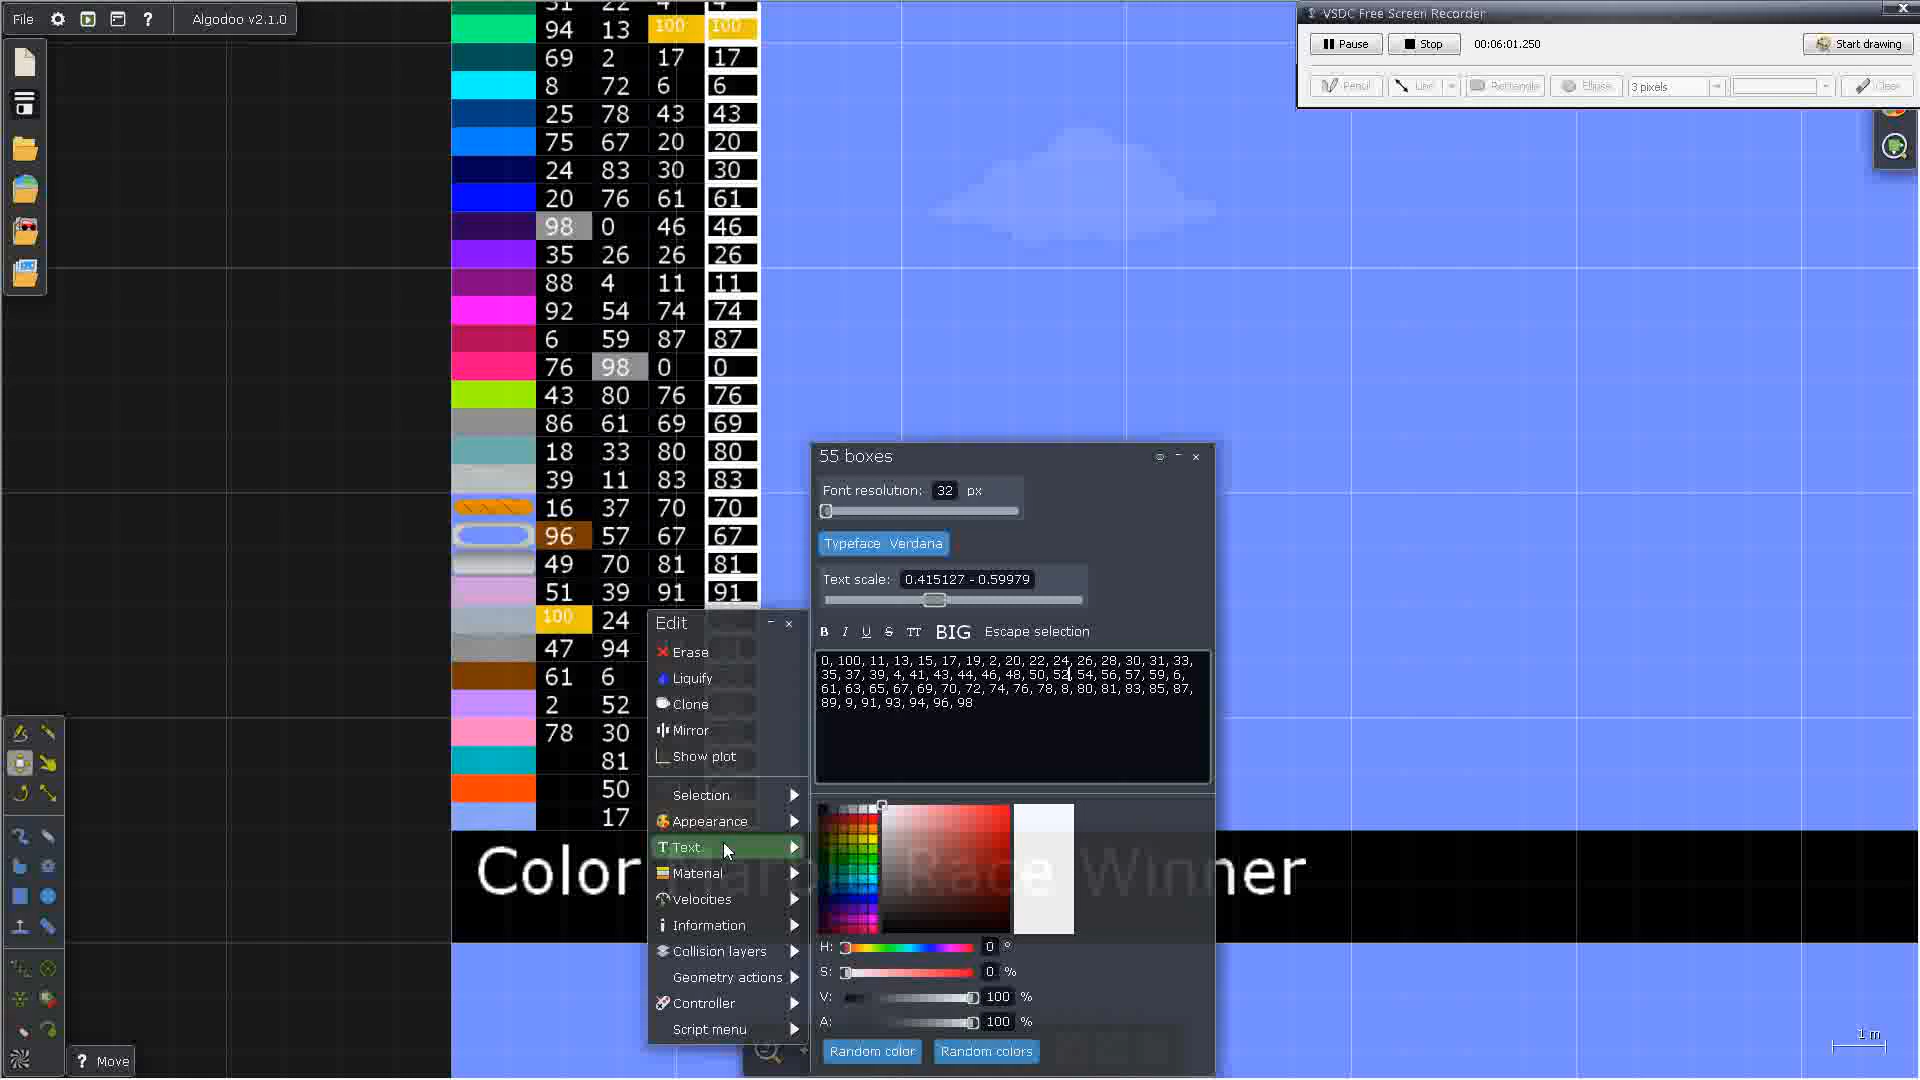 File ? Algodoo v2.1.0
VSDC Free Screen Recorder
Pause Stop 00:06:01.250 Start drawing
Pencil Line Rectangle Ellipse 3 pixels Clear
31 22 4 4
94 13 100 100
69 2 17 17
8 72 6 6
25 78 43 43
75 67 20 20
24 83 30 30
20 76 61 61
98 0 46 46
35 26 26 26
88 4 11 11
92 54 74 74
6 59 87 87
76 98 0 0
43 80 76 76
86 61 69 69
18 33 80 80
39 11 83 83
16 37 70 70
96 57 67 67
49 70 81 81
51 39 91 91
100 24
47 94
61 6
2 52
78 30
81
50
17
Color Marble Race Winner
Edit
Erase
Liquify
Clone
Mirror
Show plot
Selection
Appearance
Text
Material
Velocities
Information
Collision layers
Geometry actions
Controller
Script menu
55 boxes
Font resolution: 32 px
Typeface Verdana
Text scale: 0.415127 - 0.59979
B I U S TT BIG Escape selection
0, 100, 11, 13, 15, 17, 19, 2, 20, 22, 24, 26, 28, 30, 31, 33,
35, 37, 39, 4, 41, 43, 44, 46, 48, 50, 52, 54, 56, 57, 59, 6,
61, 63, 65, 67, 69, 70, 72, 74, 76, 78, 8, 80, 81, 83, 85, 87,
89, 9, 91, 93, 94, 96, 98
H: 0 °
S: 0 %
V: 100 %
A: 100 %
Random color Random colors
? Move
1 m